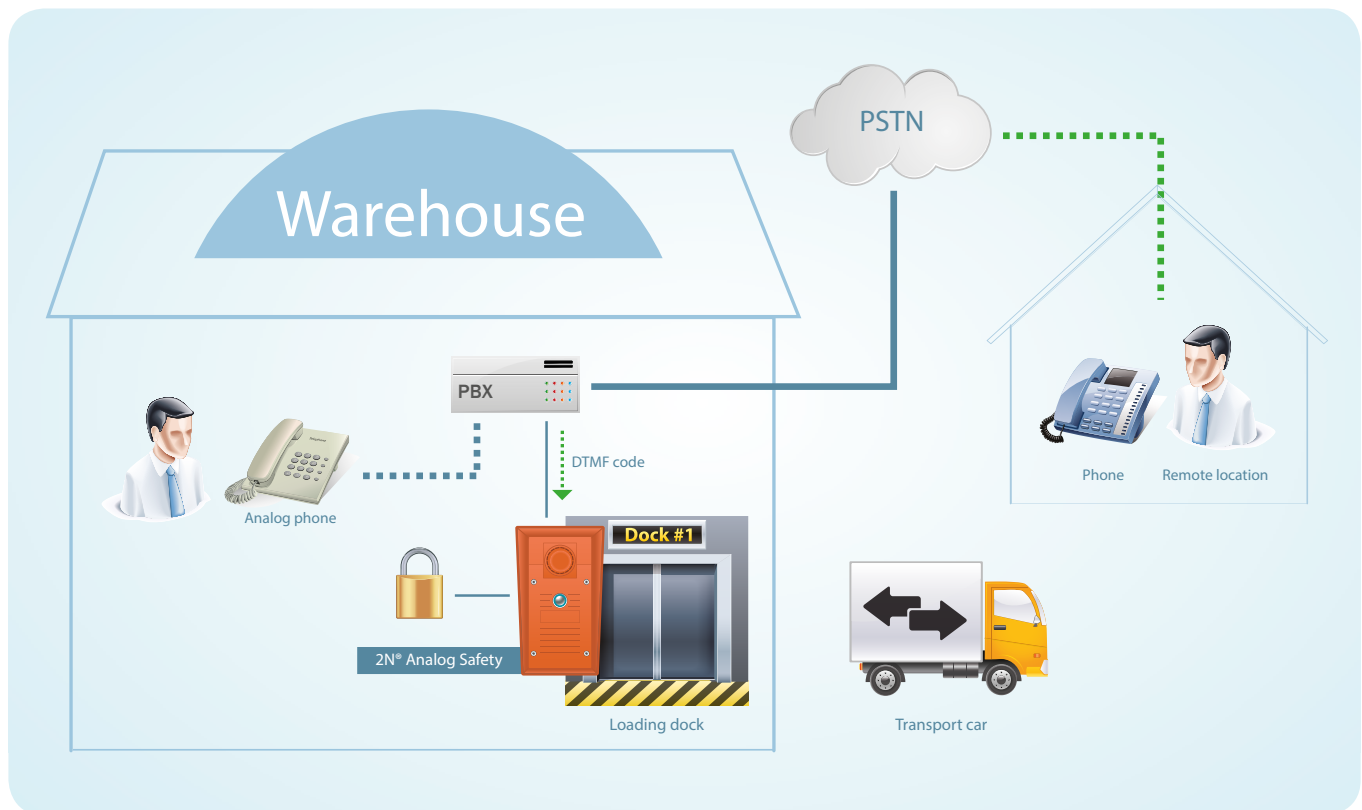 PSTN
Warehouse
PBX
DTMF code
Analog phone
Phone
Remote location
Dock #1
2N® Analog Safety
Loading dock
Transport car